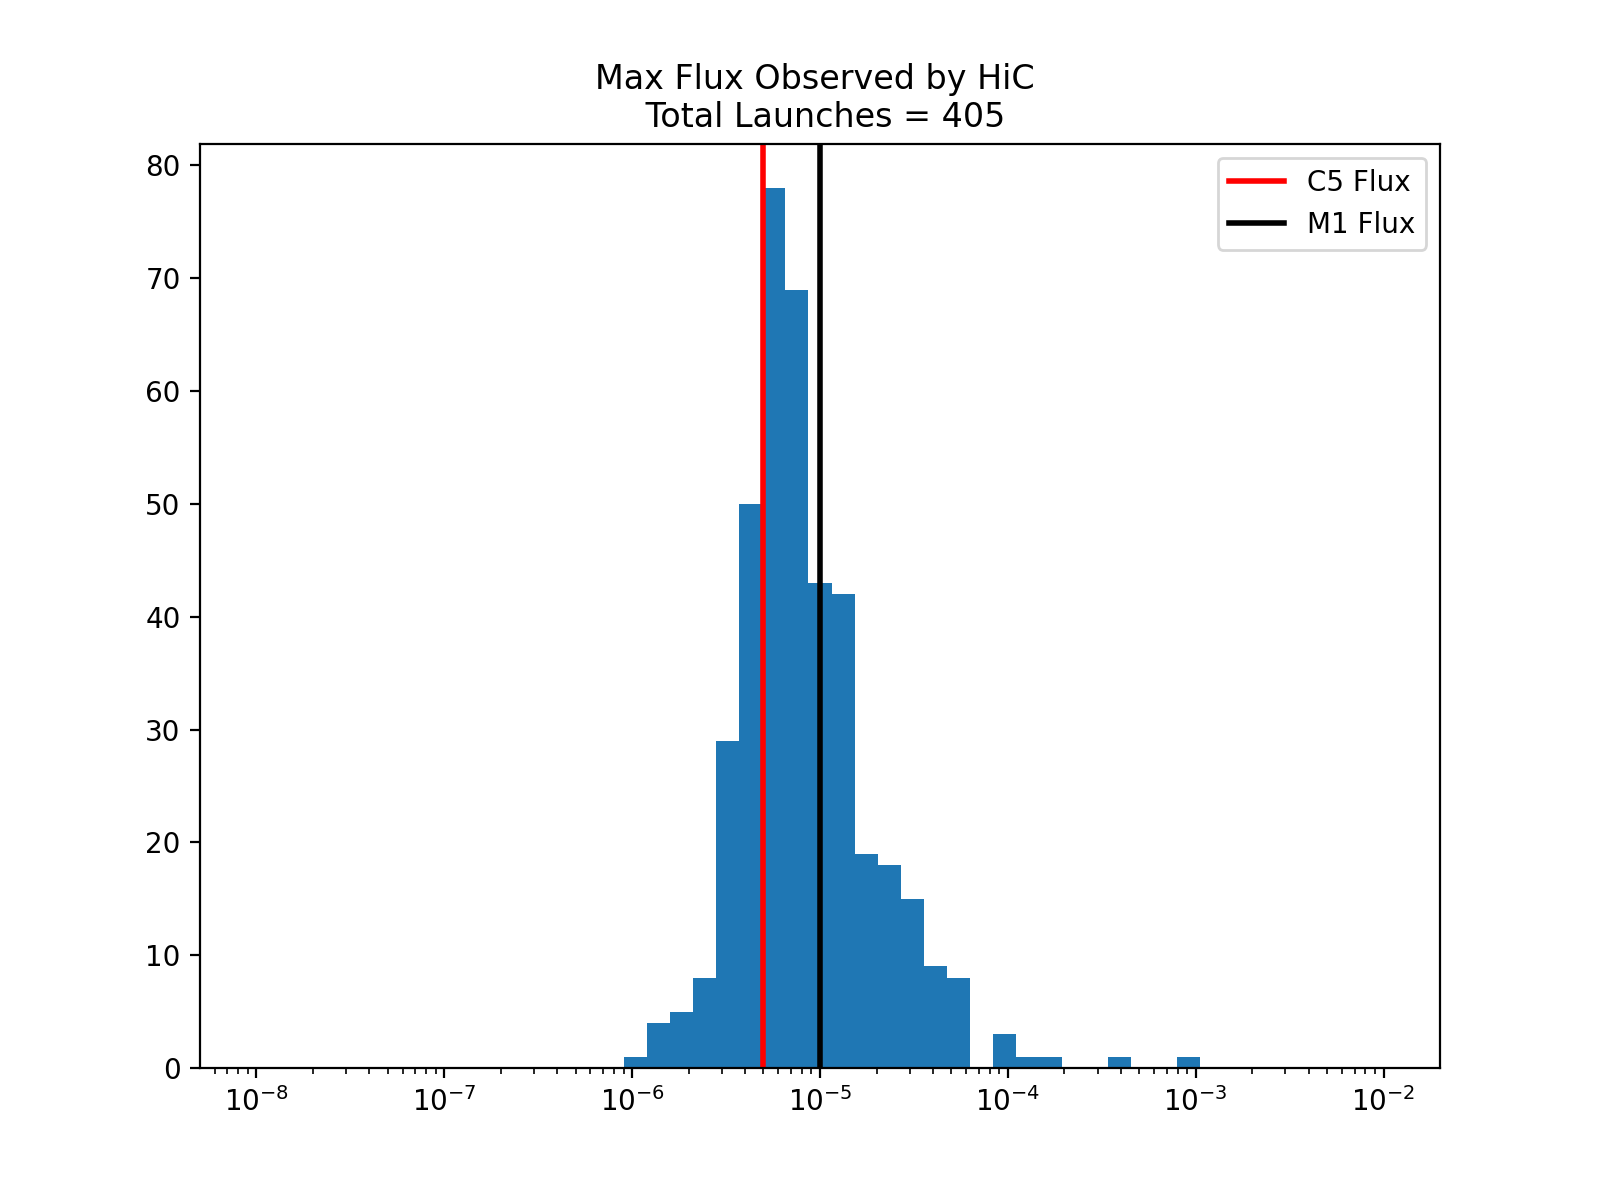 Max Flux Observed by HiC
Total Launches = 405
C5 Flux
M1 Flux
80
70
60
50
40
30
20
10
0
10⁻⁸ 10⁻⁷ 10⁻⁶ 10⁻⁵ 10⁻⁴ 10⁻³ 10⁻²